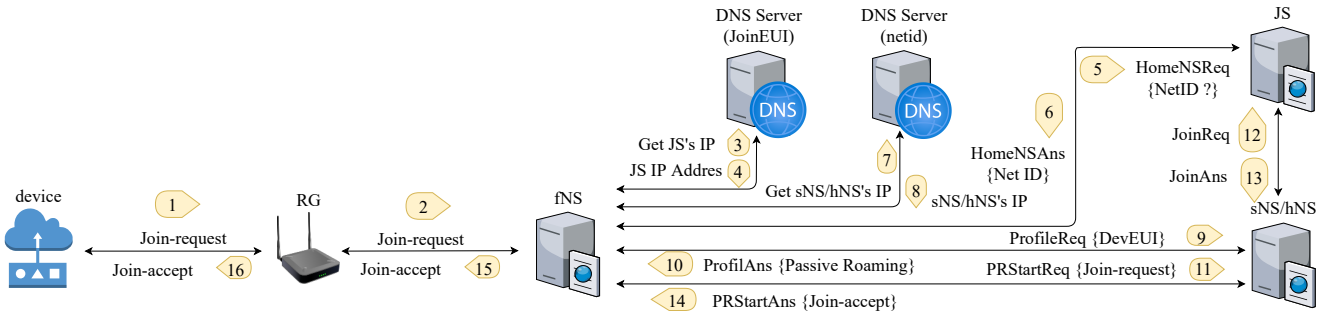 DNS Server
(JoinEUI)
DNS Server
(netid)
JS
DNS
DNS
5
HomeNSReq
{NetID ?}
6
Get JS's IP
3
JS IP Addres
4
7
HomeNSAns
{Net ID}
JoinReq
12
Get sNS/hNS's IP
8
sNS/hNS's IP
JoinAns
13
device
1
RG
2
fNS
sNS/hNS
Join-request
Join-request
ProfileReq {DevEUI}
9
Join-accept
16
Join-accept
15
10
ProfilAns {Passive Roaming}
PRStartReq {Join-request}
11
14
PRStartAns {Join-accept}